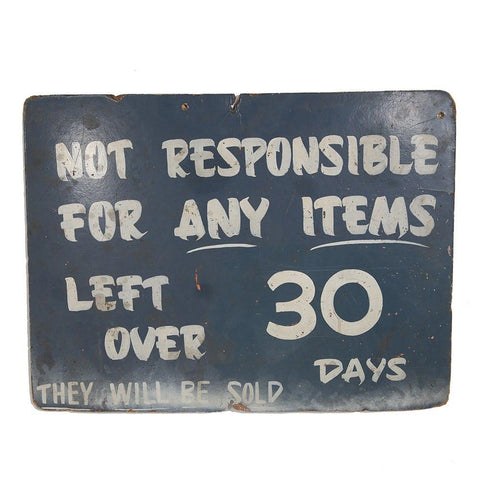 NOT RESPONSIBLE
FOR ANY ITEMS
LEFT OVER 30 DAYS
THEY WILL BE SOLD